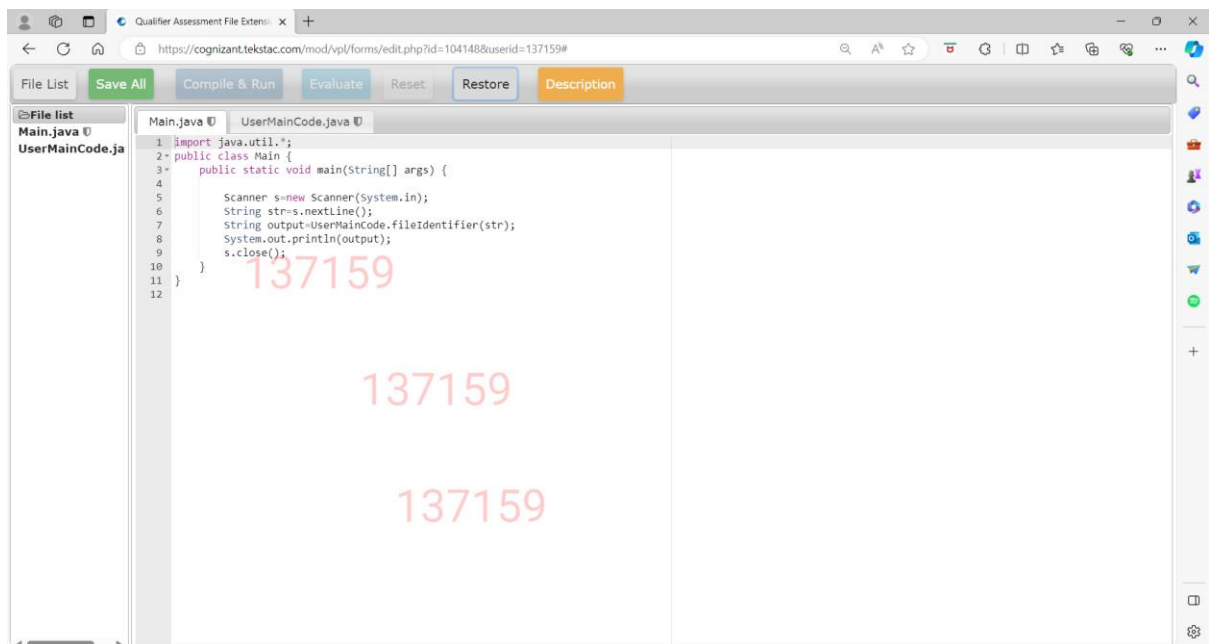 Qualifier Assessment File Extensi
https://cognizant.tekstac.com/mod/vpl/forms/edit.php?id=104148&userid=137159#
File List Save All Compile & Run Evaluate Reset Restore Description
File list
Main.java
UserMainCode.ja
Main.java UserMainCode.java
1 import java.util.*;
2 public class Main {
3 public static void main(String[] args) {
4
5 Scanner s=new Scanner(System.in);
6 String str=s.nextLine();
7 String output=UserMainCode.fileIdentifier(str);
8 System.out.println(output);
9 s.close();
10 }
11 }
12
137159
137159
137159